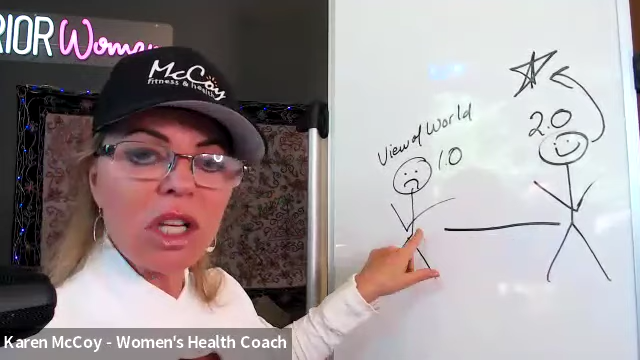 RIOR Women
McCoy
fitness & health
View of World
1.0
2.0
Karen McCoy - Women's Health Coach